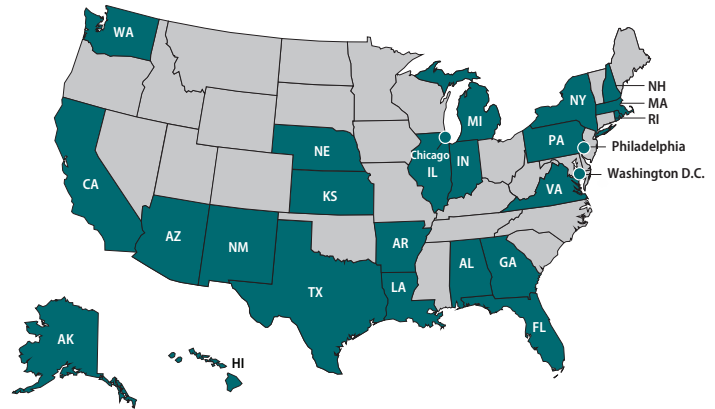 WA
NH
MA
RI
NY
MI
PA
Philadelphia
NE
Chicago
IL
IN
Washington D.C.
CA
KS
VA
AZ
NM
AR
AL
GA
TX
LA
FL
AK
HI